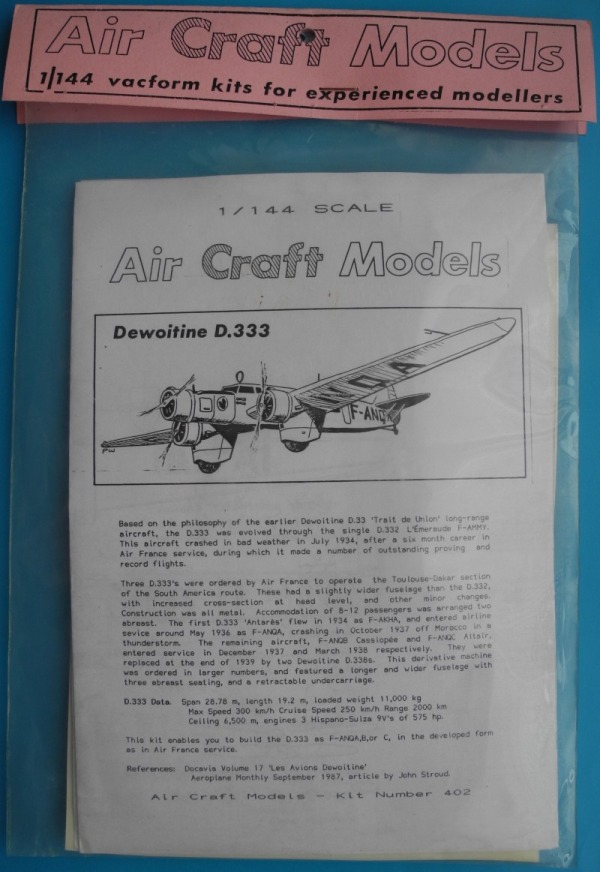 Air Craft Models
1/144 vacform kits for experienced modellers
1/144 SCALE
Air Craft Models
Dewoitine D.333
F-ANQ
Based on the philosophy of the earlier Dewoitine D.33 'Trait de Union' long-range
aircraft, the D.333 was evolved through the single D.332 L'Émeraude F-AMMY.
This aircraft crashed in bad weather in July 1934, after a six month career in
Air France service, during which it made a number of outstanding proving and
record flights.
Three D.333's were ordered by Air France to operate the Toulouse-Dakar section
of the South America route. These had a slightly wider fuselage than the D.332,
with increased cross-section at head level, and other minor changes.
Construction was all metal. Accommodation of 8-12 passengers was arranged two
abreast. The first D.333 'Antarès' flew in 1934 as F-AKHA, and entered airline
sevice around May 1936 as F-ANQA, crashing in October 1937 off Morocco in a
thunderstorm. The remaining aircraft, F-ANQB Cassiopée and F-ANQC Altair,
entered service in December 1937 and March 1938 respectively. They were
replaced at the end of 1939 by two Dewoitine D.338s. This derivative machine
was ordered in larger numbers, and featured a longer and wider fuselage with
three abreast seating, and a retractable undercarriage.
D.333 Data. Span 28.78 m, length 19.2 m, loaded weight 11,000 kg
Max Speed 300 km/h Cruise Speed 250 km/h Range 2000 km
Ceiling 6,500 m, engines 3 Hispano-Suiza 9V's of 575 hp.
This kit enables you to build the D.333 as F-ANQA,B,or C, in the developed form
as in Air France service.
References: Docavia Volume 17 'Les Avions Dewoitine'
Aeroplane Monthly September 1987, article by John Stroud.
Air Craft Models - Kit Number 402